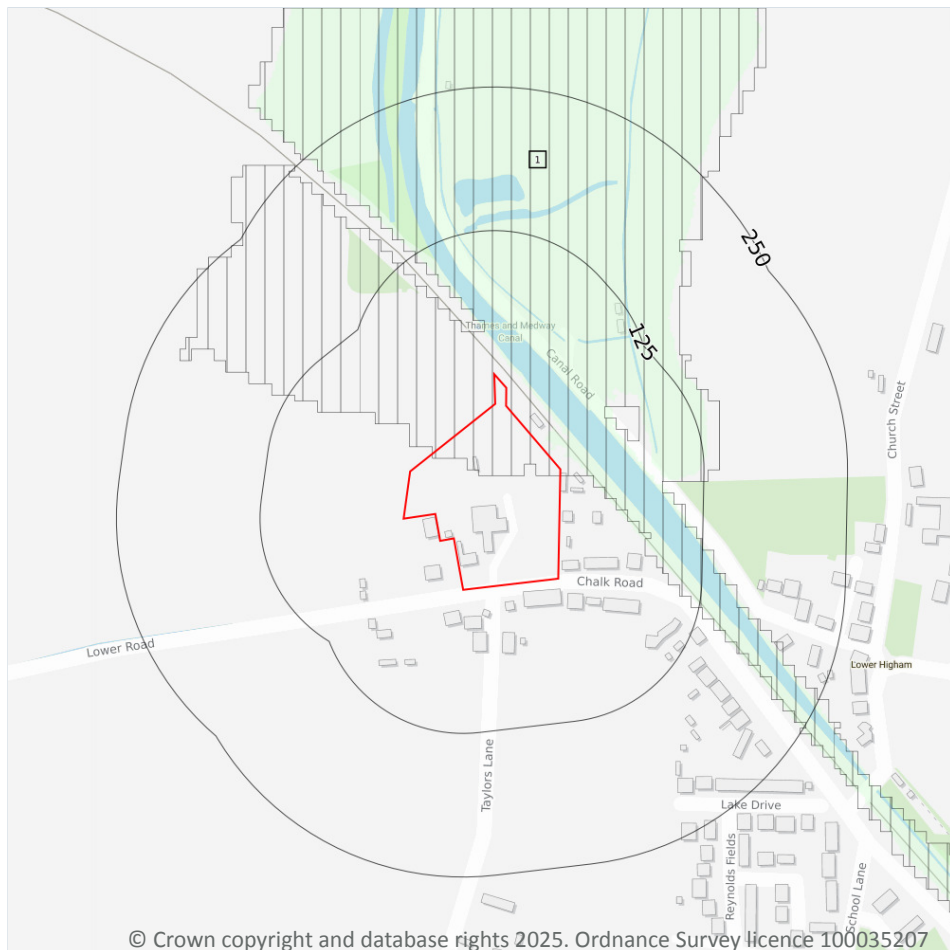 1
250
Thames and Medway
Canal
125
Canal Road
Church Street
Chalk Road
Lower Road
Lower Higham
Taylors Lane
Lake Drive
Reynolds Fields
School Lane
© Crown copyright and database rights 2025. Ordnance Survey licence 100035207